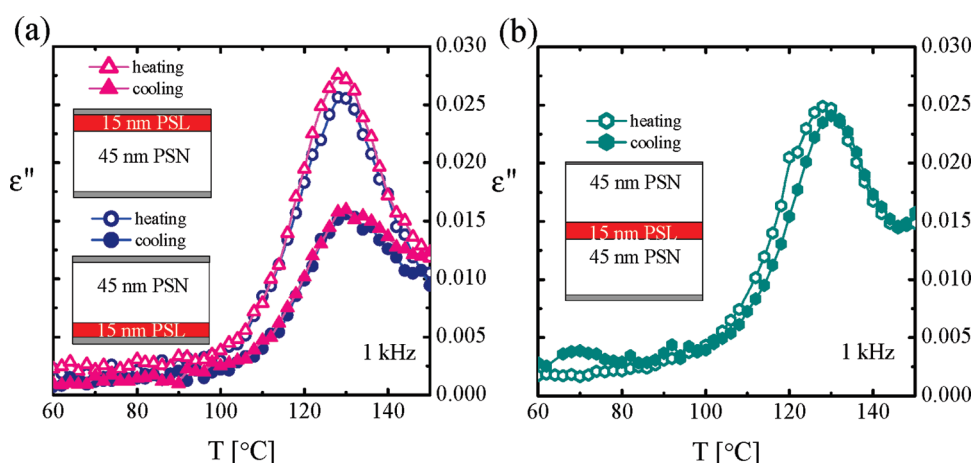 (a)
heating
cooling
15 nm PSL
45 nm PSN
heating
cooling
45 nm PSN
15 nm PSL
1 kHz
ε"
0.030
0.025
0.020
0.015
0.010
0.005
0.000
60 80 100 120 140
T [°C]
(b)
heating
cooling
45 nm PSN
15 nm PSL
45 nm PSN
1 kHz
ε"
0.030
0.025
0.020
0.015
0.010
0.005
0.000
60 80 100 120 140
T [°C]